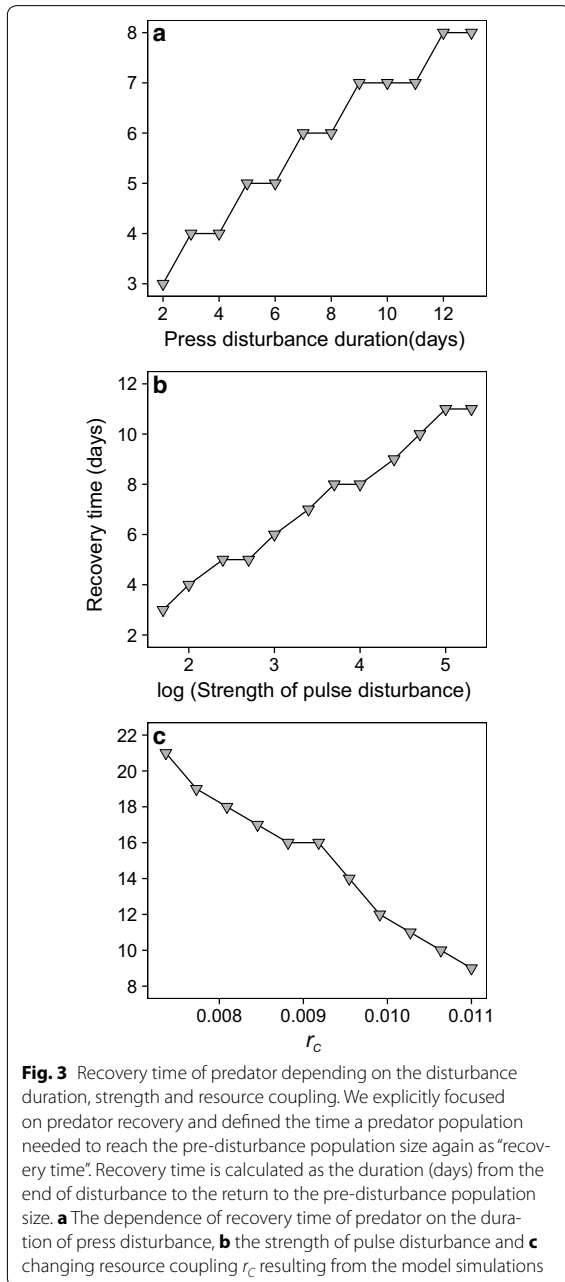 a
8
7
6
5
4
3
2 4 6 8 10 12
Press disturbance duration(days)
b
12
10
8
6
4
2
Recovery time (days)
2 3 4 5
log (Strength of pulse disturbance)
c
22
20
18
16
14
12
10
8
0.008 0.009 0.010 0.011
rC
Fig. 3 Recovery time of predator depending on the disturbance
duration, strength and resource coupling. We explicitly focused
on predator recovery and defined the time a predator population
needed to reach the pre-disturbance population size again as “recov-
ery time”. Recovery time is calculated as the duration (days) from the
end of disturbance to the return to the pre-disturbance population
size. a The dependence of recovery time of predator on the dura-
tion of press disturbance, b the strength of pulse disturbance and c
changing resource coupling rC resulting from the model simulations